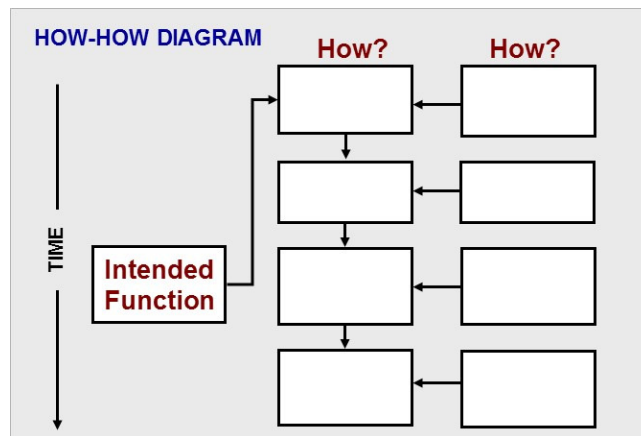 HOW-HOW DIAGRAM
How?
How?
TIME
Intended
Function